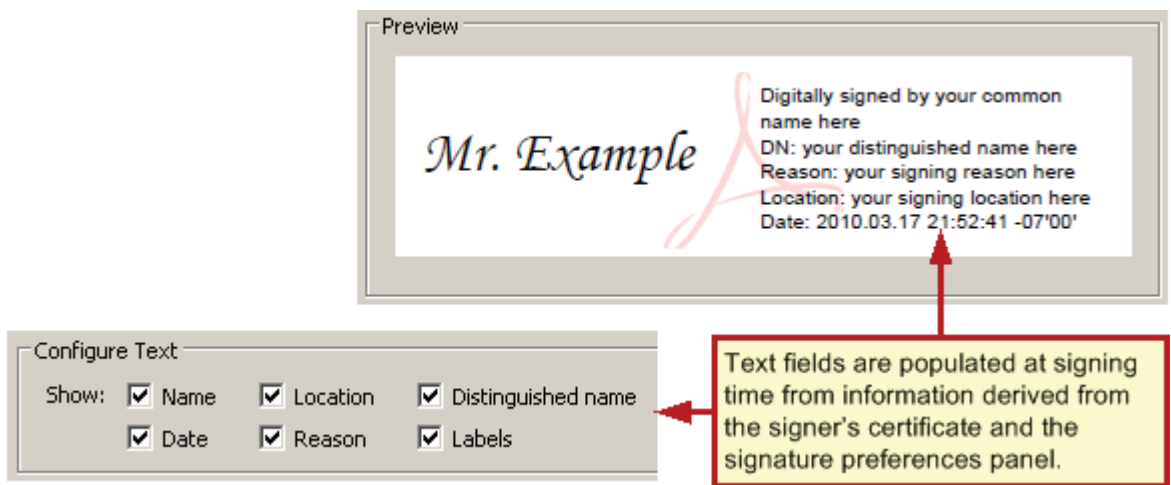 Preview
Mr. Example
Digitally signed by your common
name here
DN: your distinguished name here
Reason: your signing reason here
Location: your signing location here
Date: 2010.03.17 21:52:41 -07'00'
Configure Text
Show: Name Location Distinguished name
Date Reason Labels
Text fields are populated at signing
time from information derived from
the signer's certificate and the
signature preferences panel.